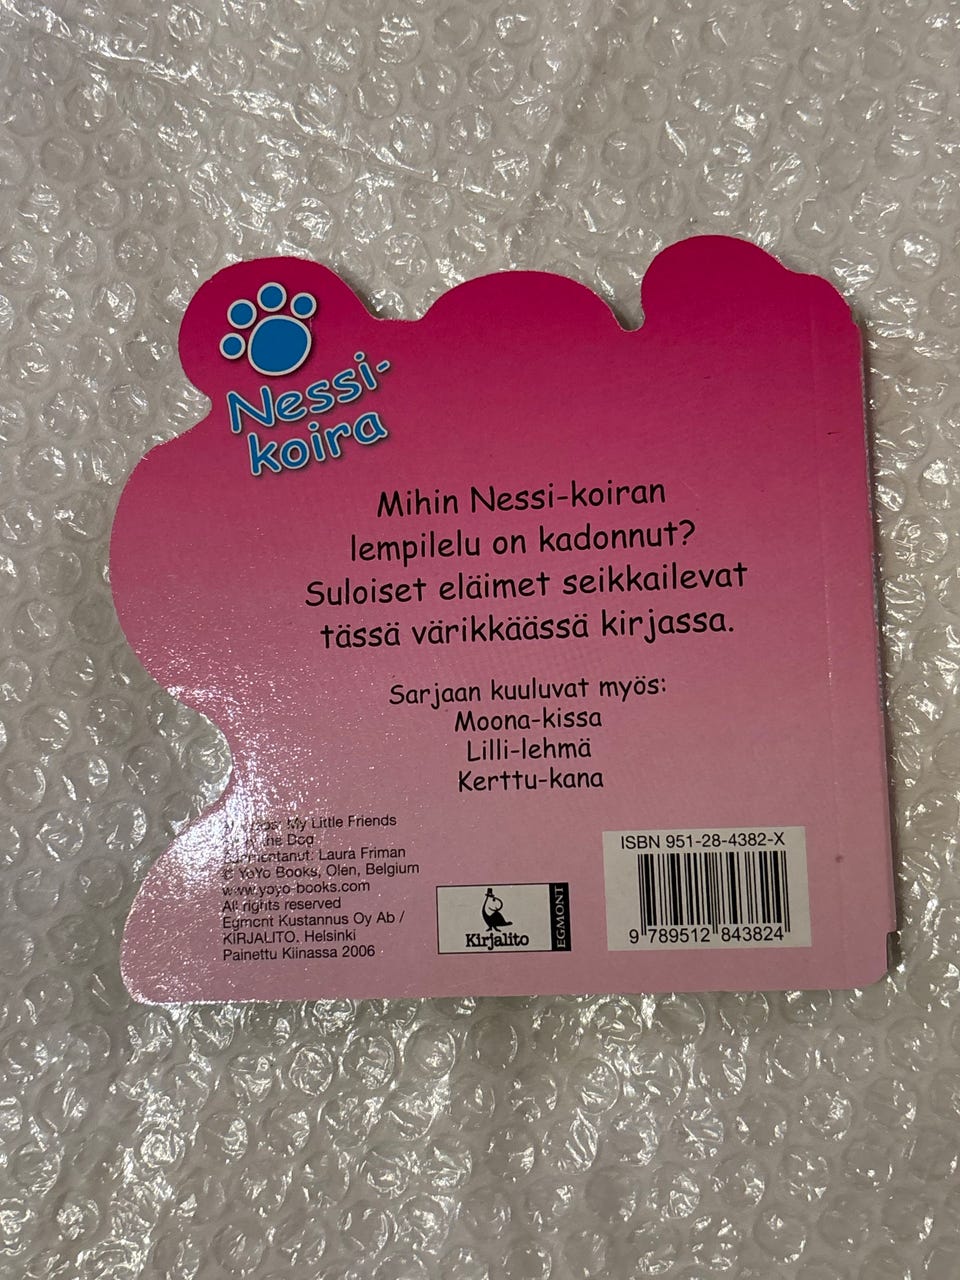 Nessi-
koira
Mihin Nessi-koiran
lempilelu on kadonnut?
Suloiset eläimet seikkailevat
tässä värikkäässä kirjassa.
Sarjaan kuuluvat myös:
Moona-kissa
Lilli-lehmä
Kerttu-kana
My Little Friends
the Dog
Laura Friman
© YoYo Books, Olen, Belgium
www.yoyo-books.com
All rights reserved
Egmont Kustannus Oy Ab /
KIRJALITO, Helsinki
Painettu Kiinassa 2006
Kirjalito
EGMONT
ISBN 951-28-4382-X
9 789512 843824